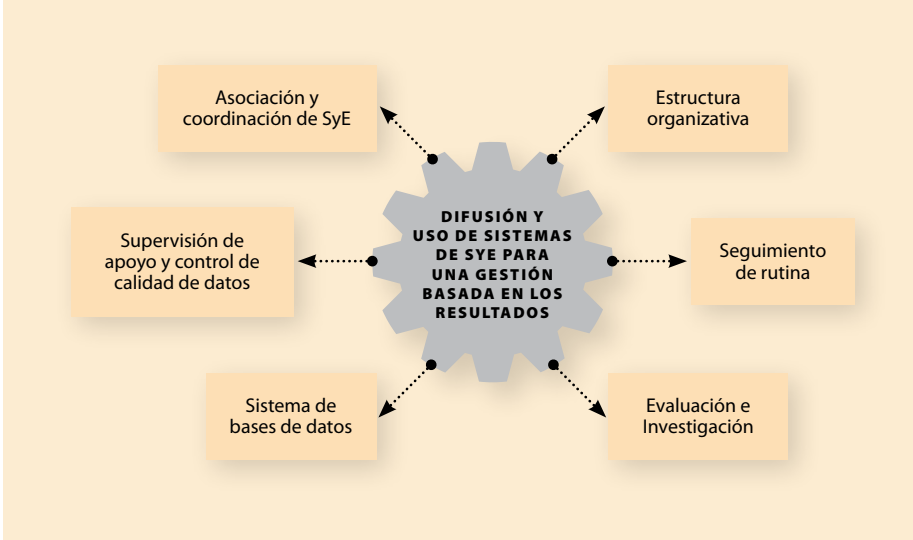 Asociación y
coordinación de SyE
Estructura
organizativa
Supervisión de
apoyo y control de
calidad de datos
DIFUSIÓN Y
USO DE SISTEMAS
DE SYE PARA
UNA GESTIÓN
BASADA EN LOS
RESULTADOS
Seguimiento
de rutina
Sistema de
bases de datos
Evaluación e
Investigación